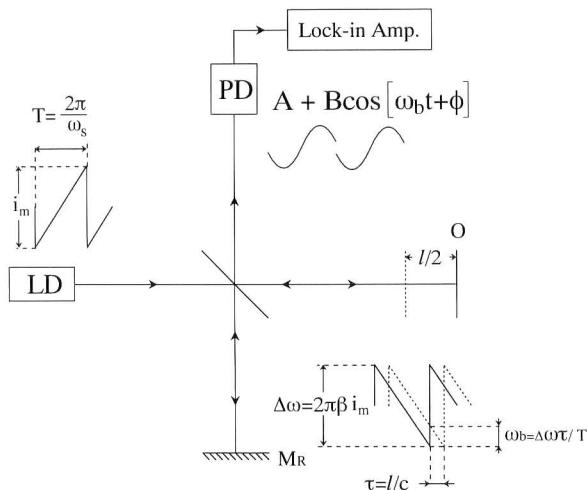 Lock-in Amp.
PD
A + Bcos [ω_b t+ϕ]
T= 2π/ω_s
i_m
LD
O
l/2
Δω=2πβ i_m
ω_b=Δωτ/T
M_R
τ=l/c